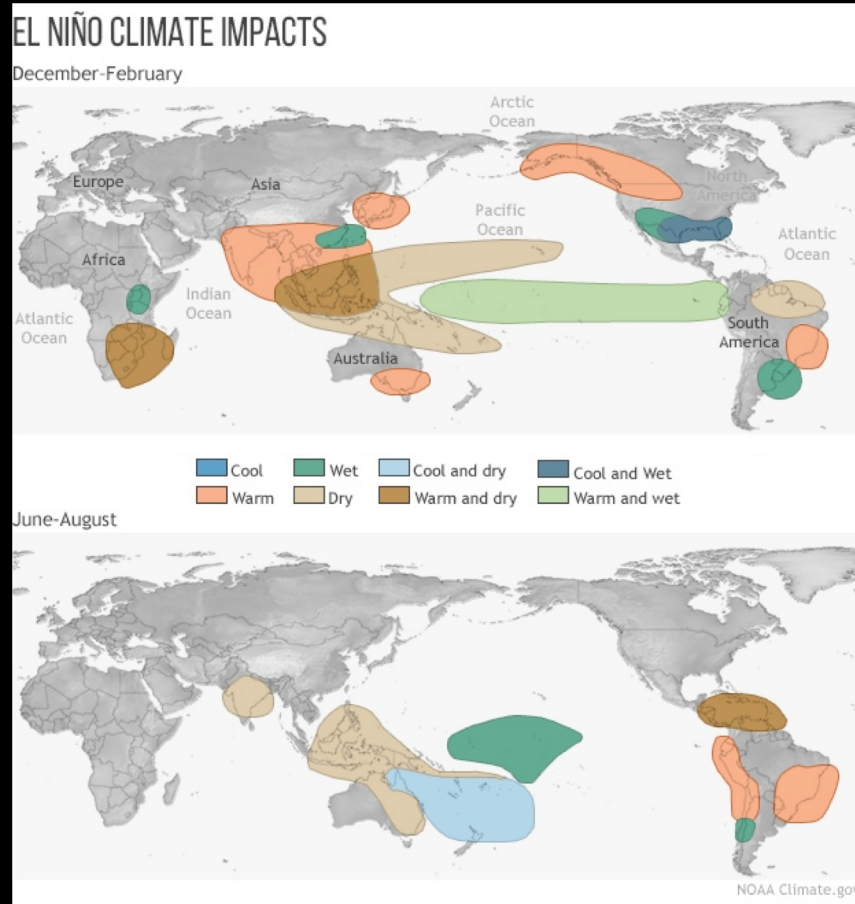 EL NIÑO CLIMATE IMPACTS
December-February
Arctic
Ocean
Europe
Asia
North
America
Pacific
Ocean
Atlantic
Ocean
Africa
Indian
Ocean
Atlantic
Ocean
South
America
Australia
Cool
Wet
Cool and dry
Cool and Wet
Warm
Dry
Warm and dry
Warm and wet
June-August
NOAA Climate.gov